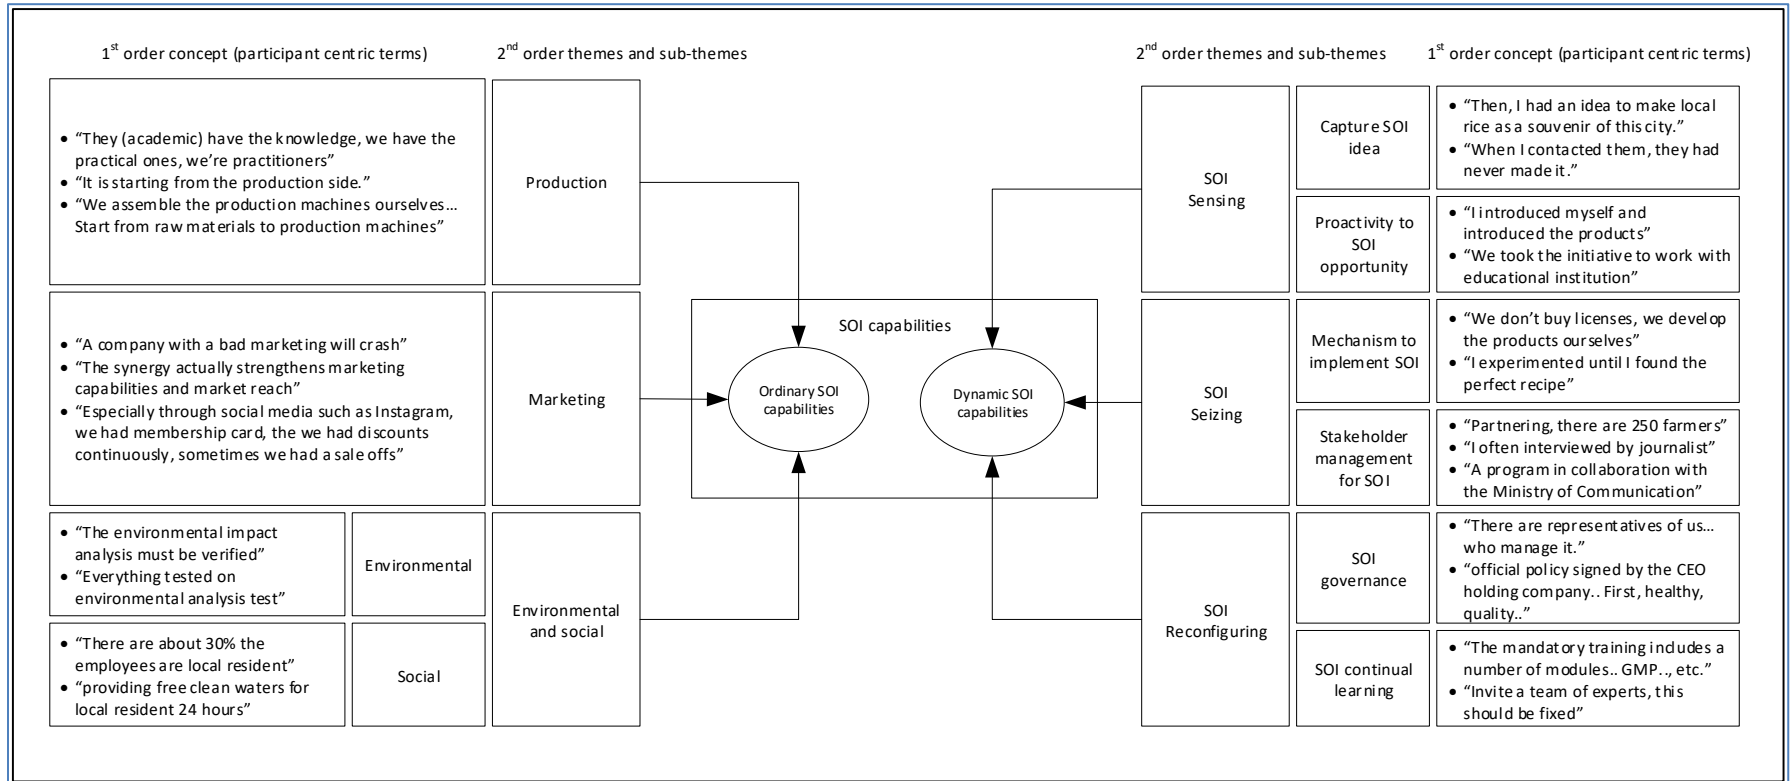 1st order concept (participant centric terms)
2nd order themes and sub-themes
• “They (academic) have the knowledge, we have the
practical ones, we’re practitioners”
• “It is starting from the production side.”
• “We assemble the production machines ourselves…
Start from raw materials to production machines”
Production
• “A company with a bad marketing will crash”
• “The synergy actually strengthens marketing
capabilities and market reach”
• “Especially through social media such as Instagram,
we had membership card, the we had discounts
continuously, sometimes we had a sale offs”
Marketing
• “The environmental impact
analysis must be verified”
• “Everything tested on
environmental analysis test”
Environmental
• “There are about 30% the
employees are local resident”
• “providing free clean waters for
local resident 24 hours”
Social
Environmental
and social
SOI capabilities
Ordinary SOI
capabilities
Dynamic SOI
capabilities
2nd order themes and sub-themes
1st order concept (participant centric terms)
SOI
Sensing
Capture SOI
idea
• “Then, I had an idea to make local
rice as a souvenir of this city.”
• “When I contacted them, they had
never made it.”
Proactivity to
SOI
opportunity
• “I introduced myself and
introduced the products”
• “We took the initiative to work with
educational institution”
SOI
Seizing
Mechanism to
implement SOI
• “We don’t buy licenses, we develop
the products ourselves”
• “I experimented until I found the
perfect recipe”
Stakeholder
management
for SOI
• “Partnering, there are 250 farmers”
• “I often interviewed by journalist”
• “A program in collaboration with
the Ministry of Communication”
SOI
Reconfiguring
SOI
governance
• “There are representatives of us…
who manage it.”
• “official policy signed by the CEO
holding company.. First, healthy,
quality..”
SOI continual
learning
• “The mandatory training includes a
number of modules.. GMP.., etc.”
• “Invite a team of experts, this
should be fixed”